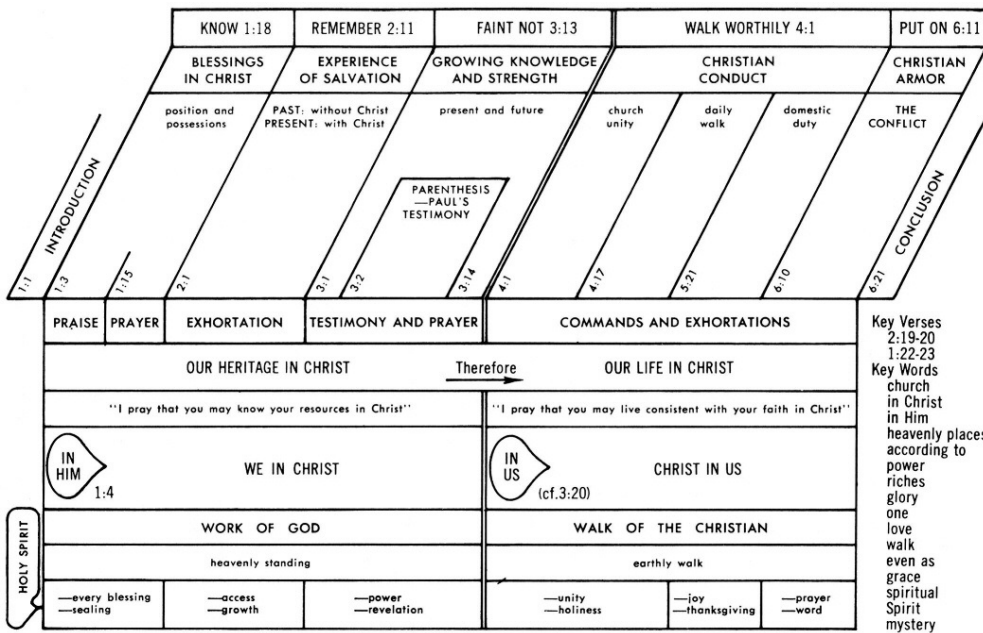 KNOW 1:18 REMEMBER 2:11 FAINT NOT 3:13 WALK WORTHILY 4:1 PUT ON 6:11
BLESSINGS
IN CHRIST
EXPERIENCE
OF SALVATION
GROWING KNOWLEDGE
AND STRENGTH
CHRISTIAN
CONDUCT
CHRISTIAN
ARMOR
position and
possessions
PAST: without Christ
PRESENT: with Christ
present and future
church
unity
daily
walk
domestic
duty
THE
CONFLICT
PARENTHESIS
—PAUL'S
TESTIMONY
INTRODUCTION
CONCLUSION
1:1 1:3 1:15 2:1 3:1 3:2 3:14 4:1 4:17 5:21 6:10 6:21
PRAISE PRAYER EXHORTATION TESTIMONY AND PRAYER COMMANDS AND EXHORTATIONS
OUR HERITAGE IN CHRIST Therefore OUR LIFE IN CHRIST
"I pray that you may know your resources in Christ" "I pray that you may live consistent with your faith in Christ"
IN
HIM
1:4
WE IN CHRIST
IN
US
(cf.3:20)
CHRIST IN US
WORK OF GOD WALK OF THE CHRISTIAN
heavenly standing earthly walk
HOLY SPIRIT
—every blessing
—sealing
—access
—growth
—power
—revelation
—unity
—holiness
—joy
—thanksgiving
—prayer
—word
Key Verses
2:19-20
1:22-23
Key Words
church
in Christ
in Him
heavenly places
according to
power
riches
glory
one
love
walk
even as
grace
spiritual
Spirit
mystery